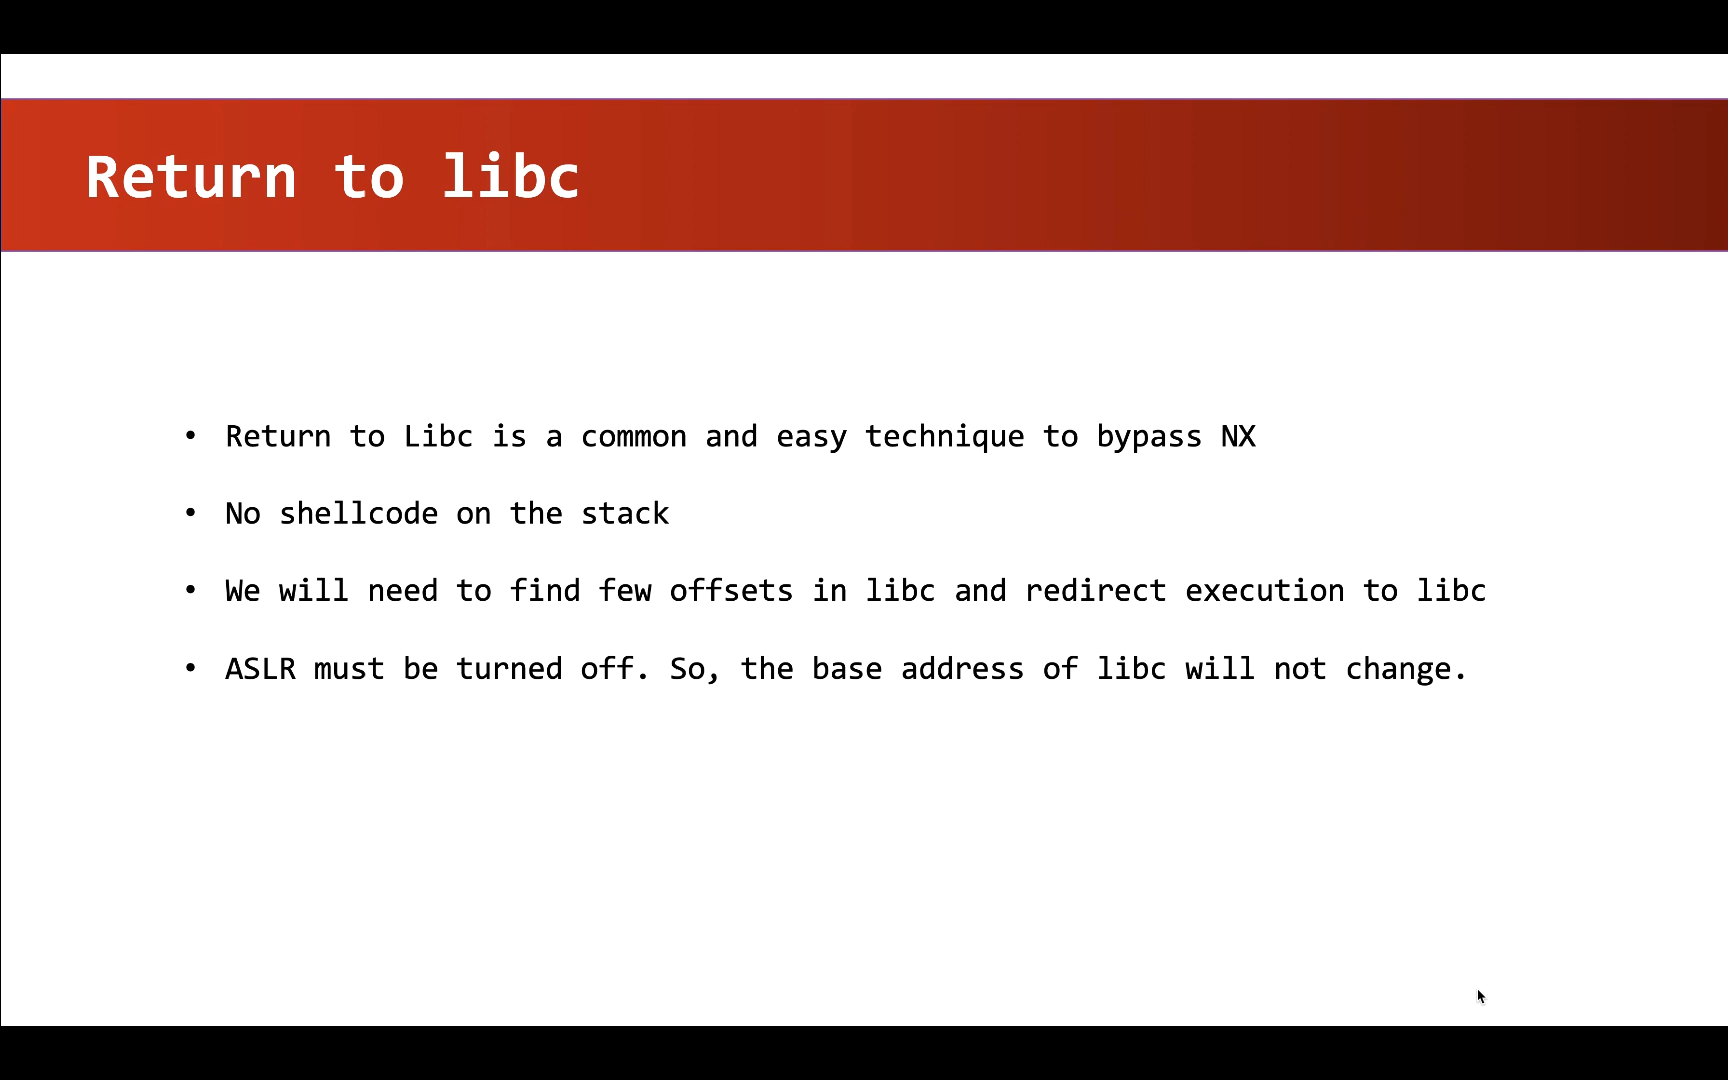 Return to libc
• Return to Libc is a common and easy technique to bypass NX
• No shellcode on the stack
• We will need to find few offsets in libc and redirect execution to libc
• ASLR must be turned off. So, the base address of libc will not change.